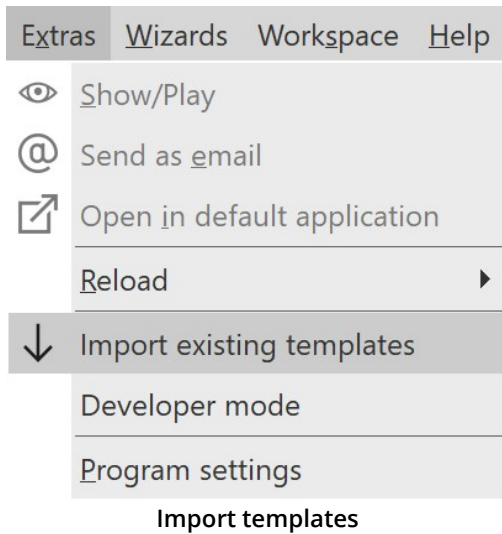 Extras Wizards Workspace Help
Show/Play
@ Send as email
Open in default application
Reload
Import existing templates
Developer mode
Program settings
Import templates